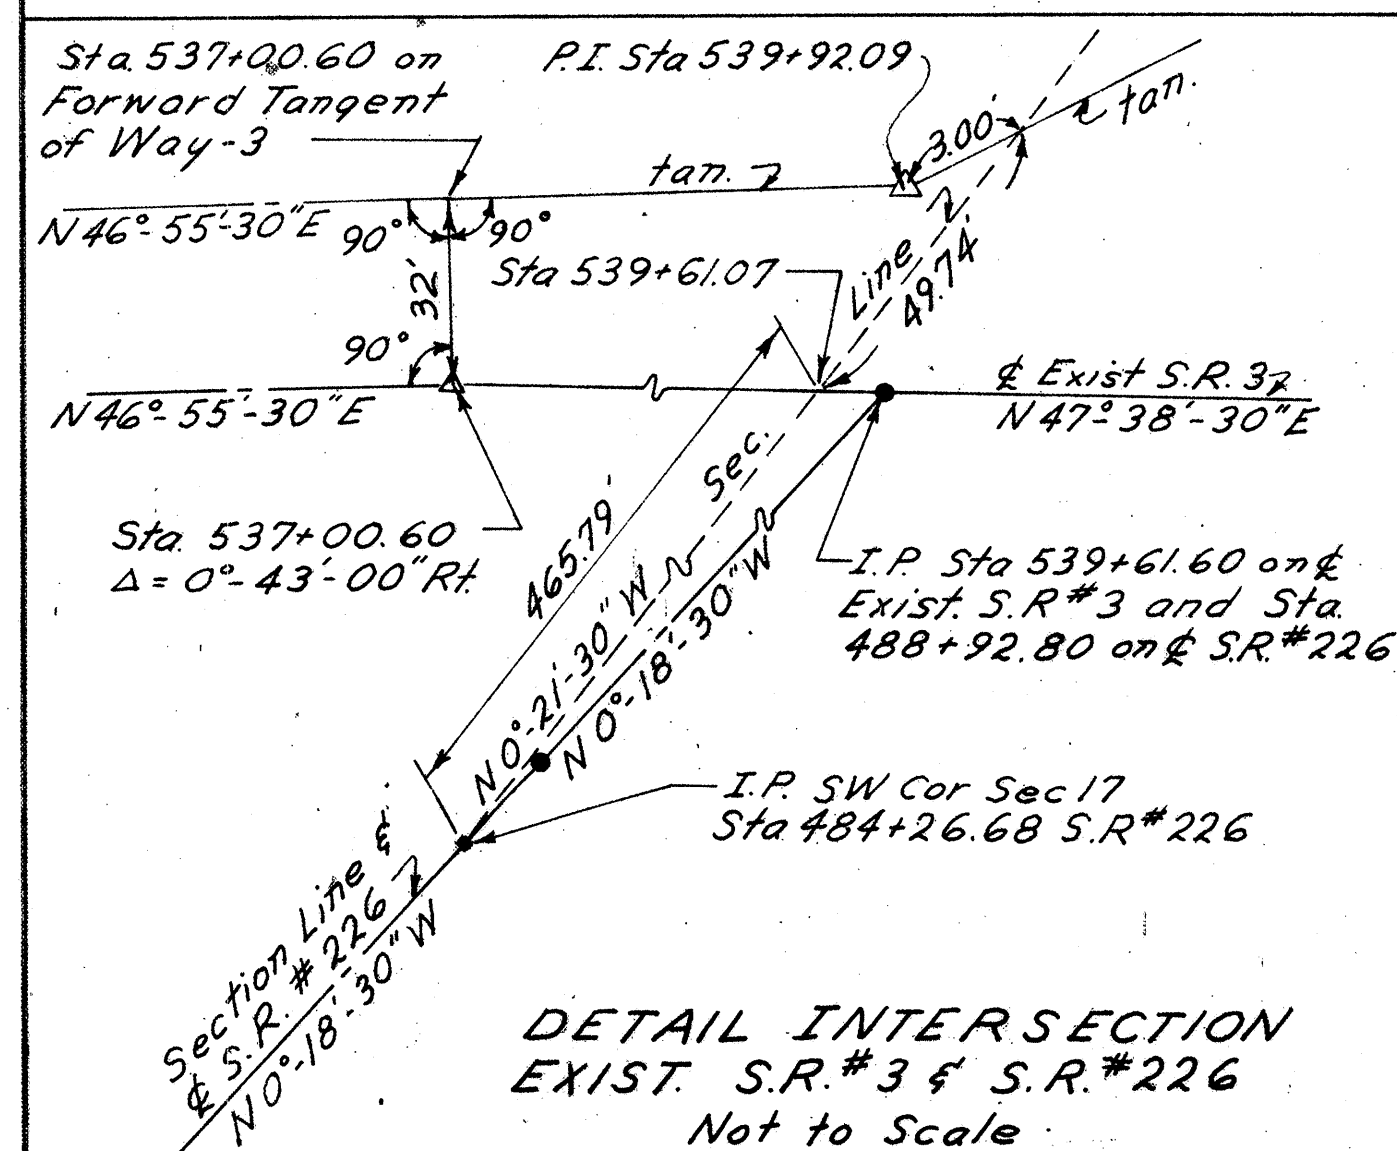 Sta. 537+00.60 on
Forward Tangent
of Way-3
P.I. Sta 539+92.09
3.00'
℄ tan.
tan.
N 46°-55'-30" E
90°
90°
32'
90°
Sta 539+61.07
Line
49.74'
℄ Exist S.R. 3
N 46°-55'-30" E
N 47°-38'-30" E
Sec.
Sta. 537+00.60
Δ = 0°-43'-00" Rt.
465.79'
N 0°-21'-30" W
N 0°-18'-30" W
I.P. Sta 539+61.60 on ℄
Exist. S.R #3 and Sta.
488+92.80 on ℄ S.R. #226
I.P. SW Cor Sec 17
Sta 484+26.68 S.R #226
Section Line &
℄ S.R. # 226
N 0°-18'-30" W
DETAIL INTERSECTION
EXIST. S.R. #3 & S.R. #226
Not to Scale